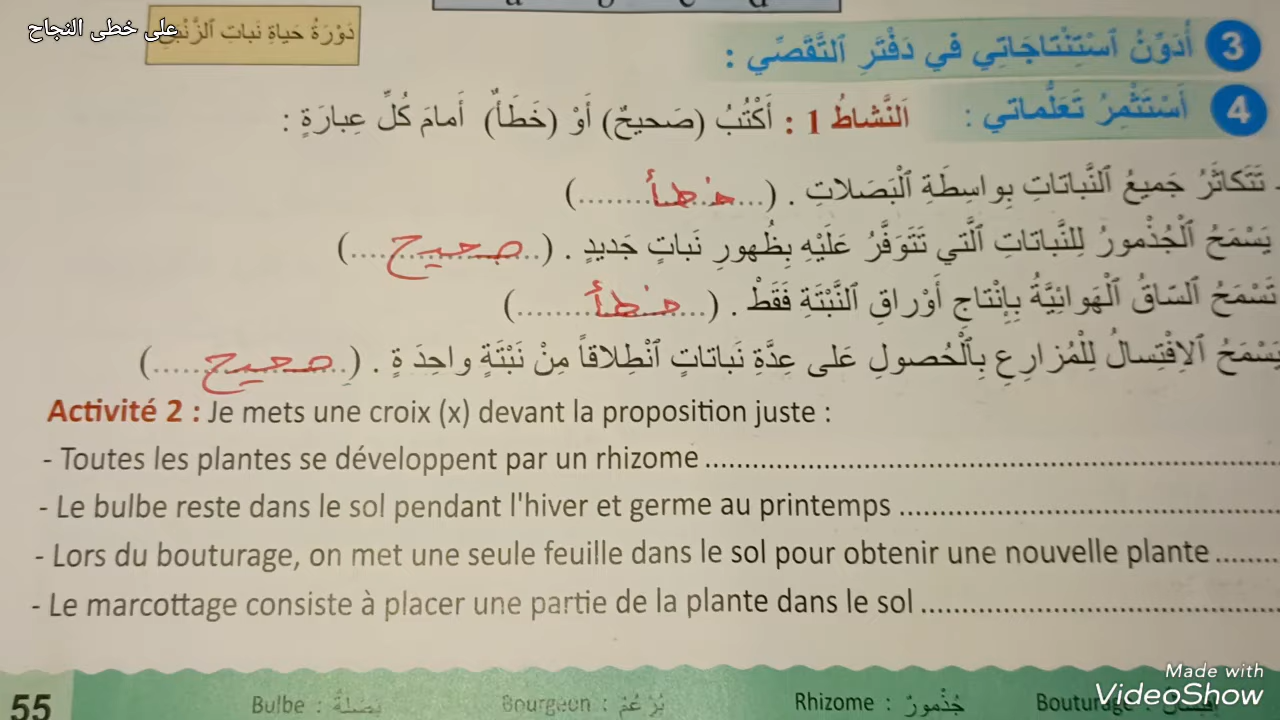 a b c d
على خطى النجاح
دَوْرَةُ حَياةِ نَباتِ
3 أُدَوِّنُ ٱسْتِنْتاجَاتِي في دَفْتَرِ ٱلتَّقَصِّي :
4 أَسْتَثْمِرُ تَعَلُّماتي :
اَلنَّشاطُ 1 : أَكْتُبُ (صَحيحٌ) أَوْ (خَطَأٌ) أَمامَ كُلِّ عِبارَةٍ :
- تَتَكاثَرُ جَميعُ ٱلنَّباتاتِ بِواسِطَةِ ٱلْبَصَلاتِ . (...خطأ........)
يَسْمَحُ ٱلْجُذْمورُ لِلنَّباتاتِ ٱلَّتي تَتَوَفَّرُ عَلَيْهِ بِظُهورِ نَباتٍ جَديدٍ . (..صحيح....)
تَسْمَحُ ٱلسّاقُ ٱلْهَوائِيَّةُ بِإِنْتاجِ أَوْراقِ ٱلنَّبْتَةِ فَقَطْ . (...خطأ........)
يَسْمَحُ ٱلْاِفْتِسالُ لِلْمُزارِعِ بِٱلْحُصولِ عَلى عِدَّةِ نَباتاتٍ ٱنْطِلاقاً مِنْ نَبْتَةٍ واحِدَ ةٍ . (..صحيح.....)
Activité 2 : Je mets une croix (x) devant la proposition juste :
- Toutes les plantes se développent par un rhizome ..........
- Le bulbe reste dans le sol pendant l'hiver et germe au printemps ..........
- Lors du bouturage, on met une seule feuille dans le sol pour obtenir une nouvelle plante ........
- Le marcottage consiste à placer une partie de la plante dans le sol ..........
55 Bulbe : بَصَلَةٌ Bourgeon : بُرْعُمٌ Rhizome : جُذْمورٌ Bouturage :
Made with
VideoShow